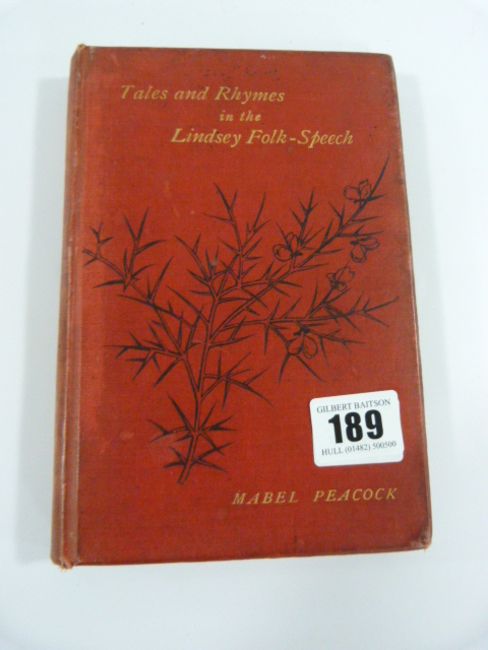 Tales and Rhymes
in the
Lindsey Folk-Speech
GILBERT BAITSON
189
HULL (01482) 500500
MABEL PEACOCK